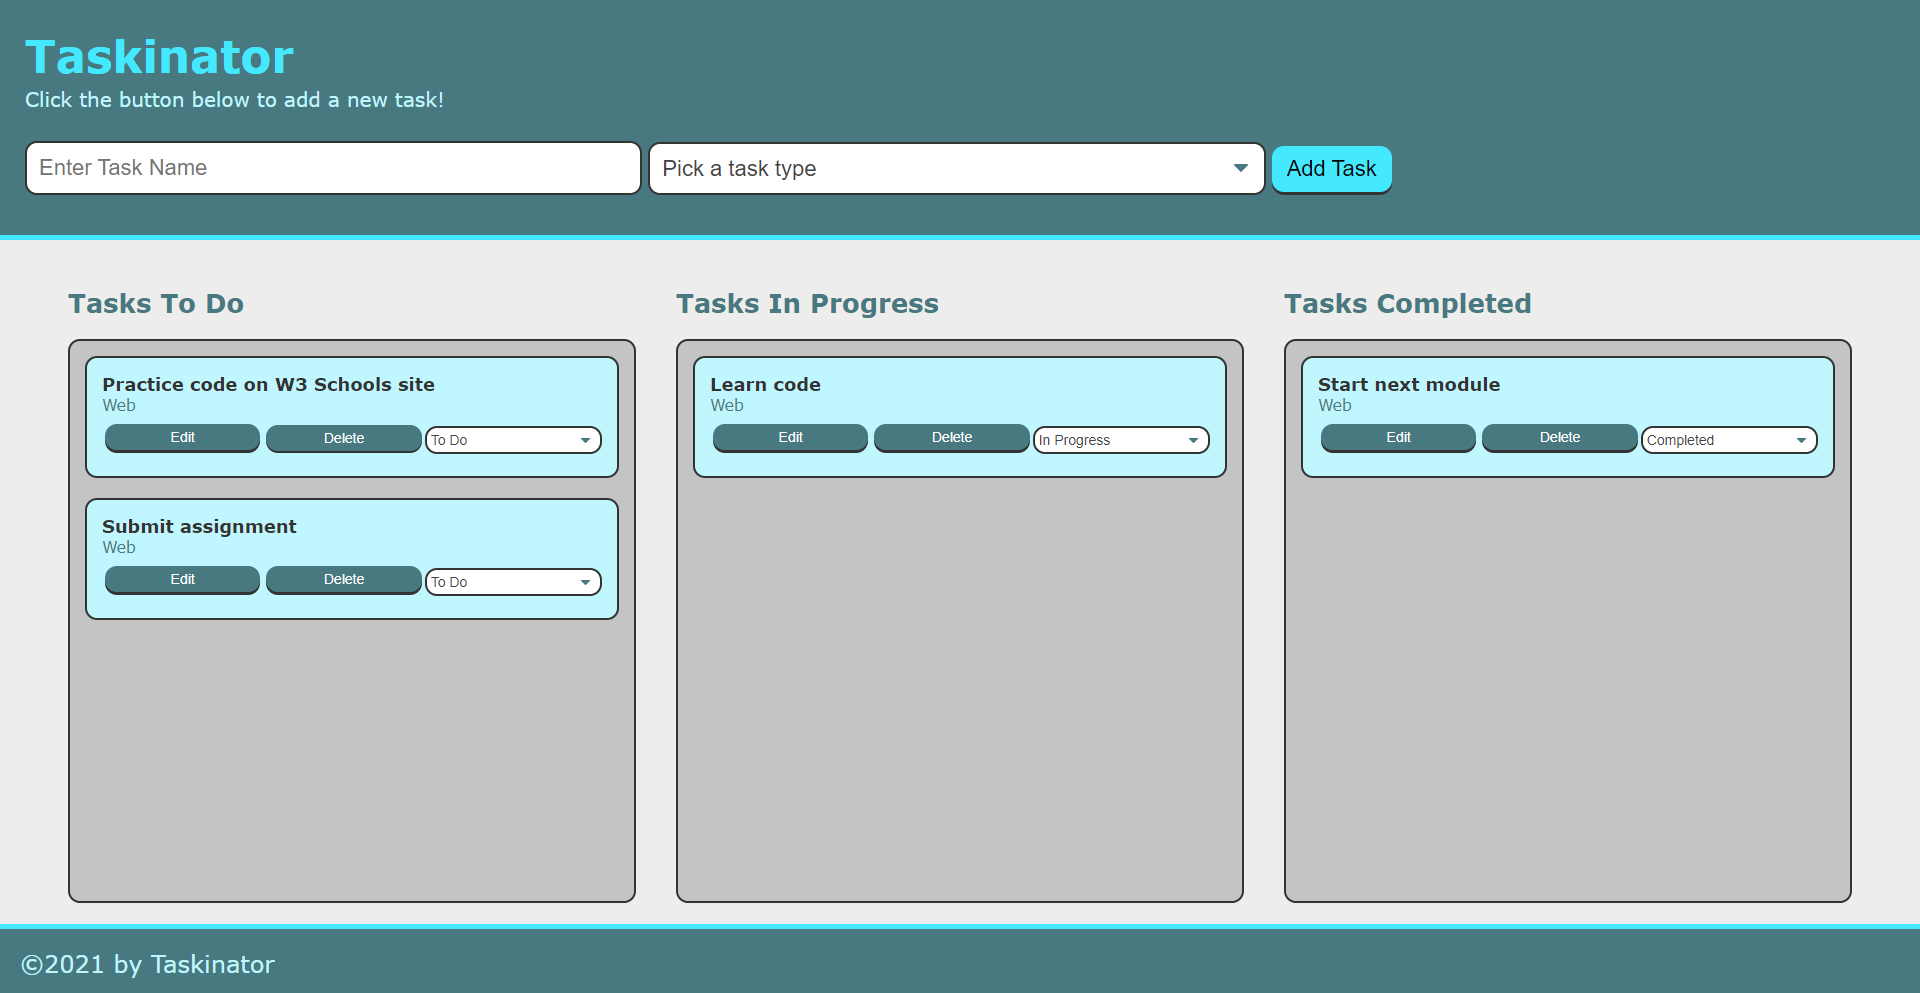 Taskinator
Click the button below to add a new task!
Enter Task Name
Pick a task type
Add Task
Tasks To Do
Practice code on W3 Schools site
Web
Edit
Delete
To Do
Submit assignment
Web
Edit
Delete
To Do
Tasks In Progress
Learn code
Web
Edit
Delete
In Progress
Tasks Completed
Start next module
Web
Edit
Delete
Completed
©2021 by Taskinator